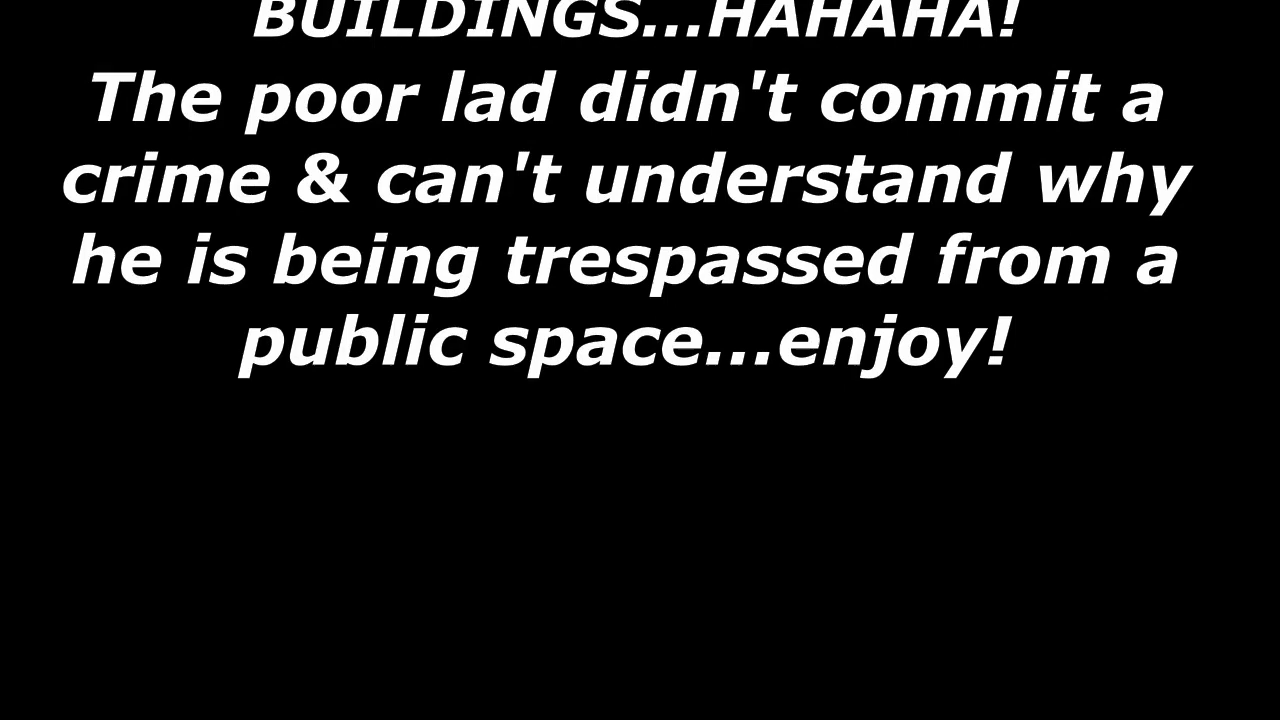 BUILDINGS...HAHAHA!
The poor lad didn't commit a
crime & can't understand why
he is being trespassed from a
public space...enjoy!